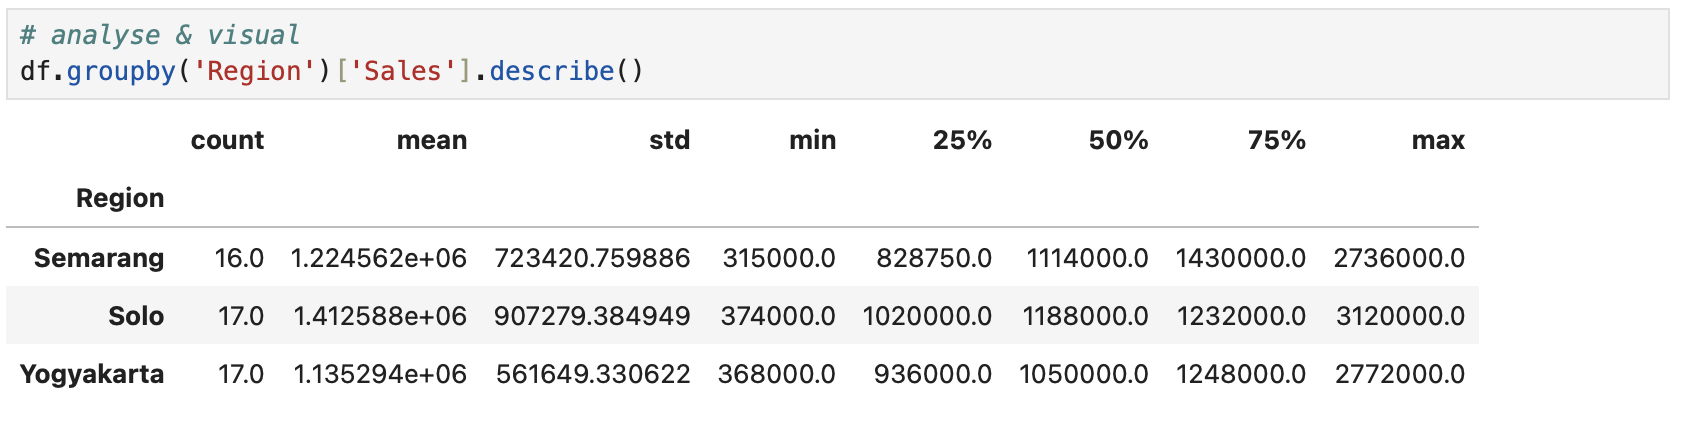 # analyse & visual
df.groupby('Region')['Sales'].describe()
count mean std min 25% 50% 75% max
Region
Semarang 16.0 1.224562e+06 723420.759886 315000.0 828750.0 1114000.0 1430000.0 2736000.0
Solo 17.0 1.412588e+06 907279.384949 374000.0 1020000.0 1188000.0 1232000.0 3120000.0
Yogyakarta 17.0 1.135294e+06 561649.330622 368000.0 936000.0 1050000.0 1248000.0 2772000.0